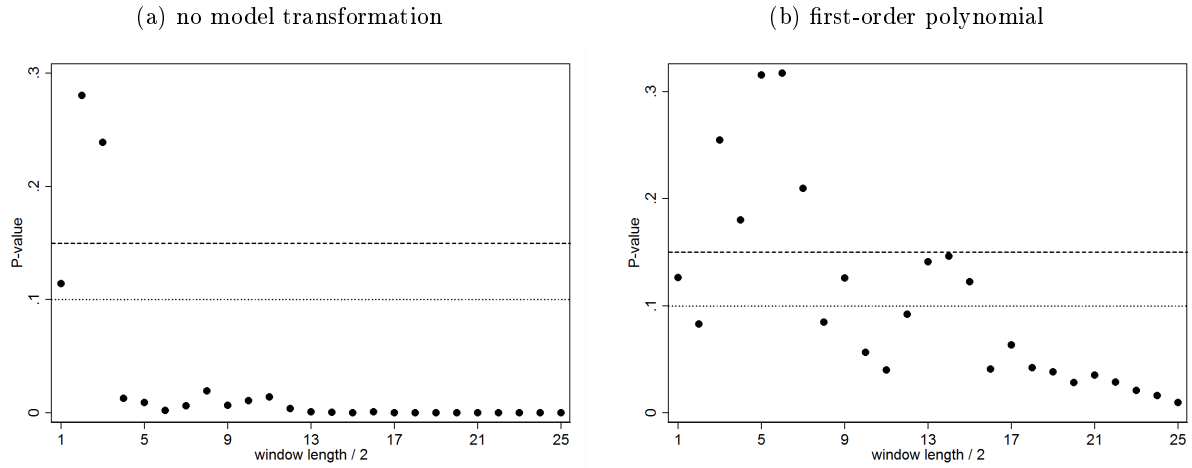 (a) no model transformation
(b) first-order polynomial
.3
.2
.1
0
P-value
1 5 9 13 17 21 25
window length / 2
.3
.2
.1
0
P-value
1 5 9 13 17 21 25
window length / 2